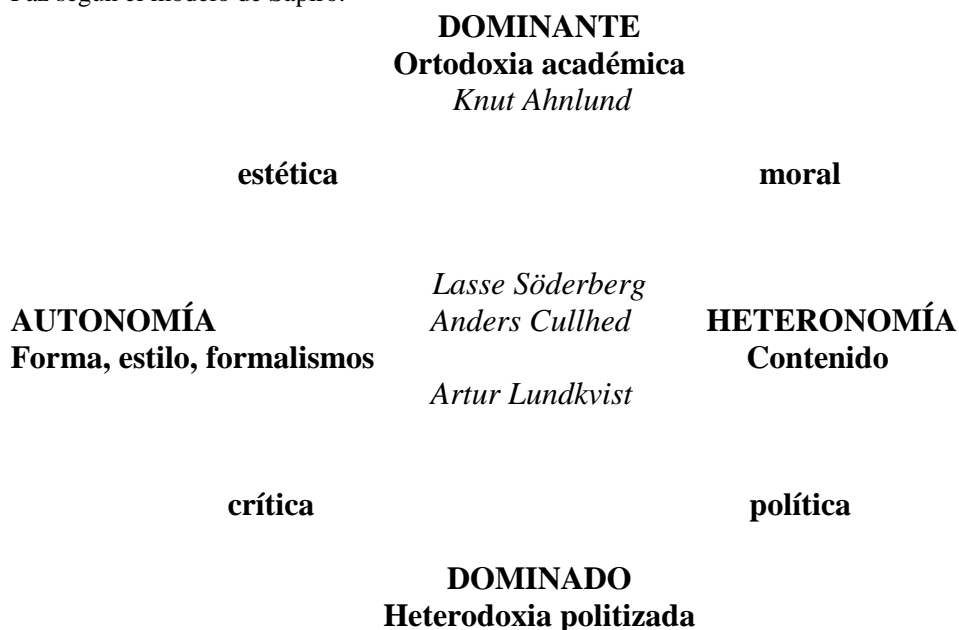 Paz según el modelo de Sapiro.
DOMINANTE
Ortodoxia académica
Knut Ahnlund
estética moral
Lasse Söderberg
AUTONOMÍA Anders Cullhed HETERONOMÍA
Forma, estilo, formalismos Contenido
Artur Lundkvist
crítica política
DOMINADO
Heterodoxia politizada